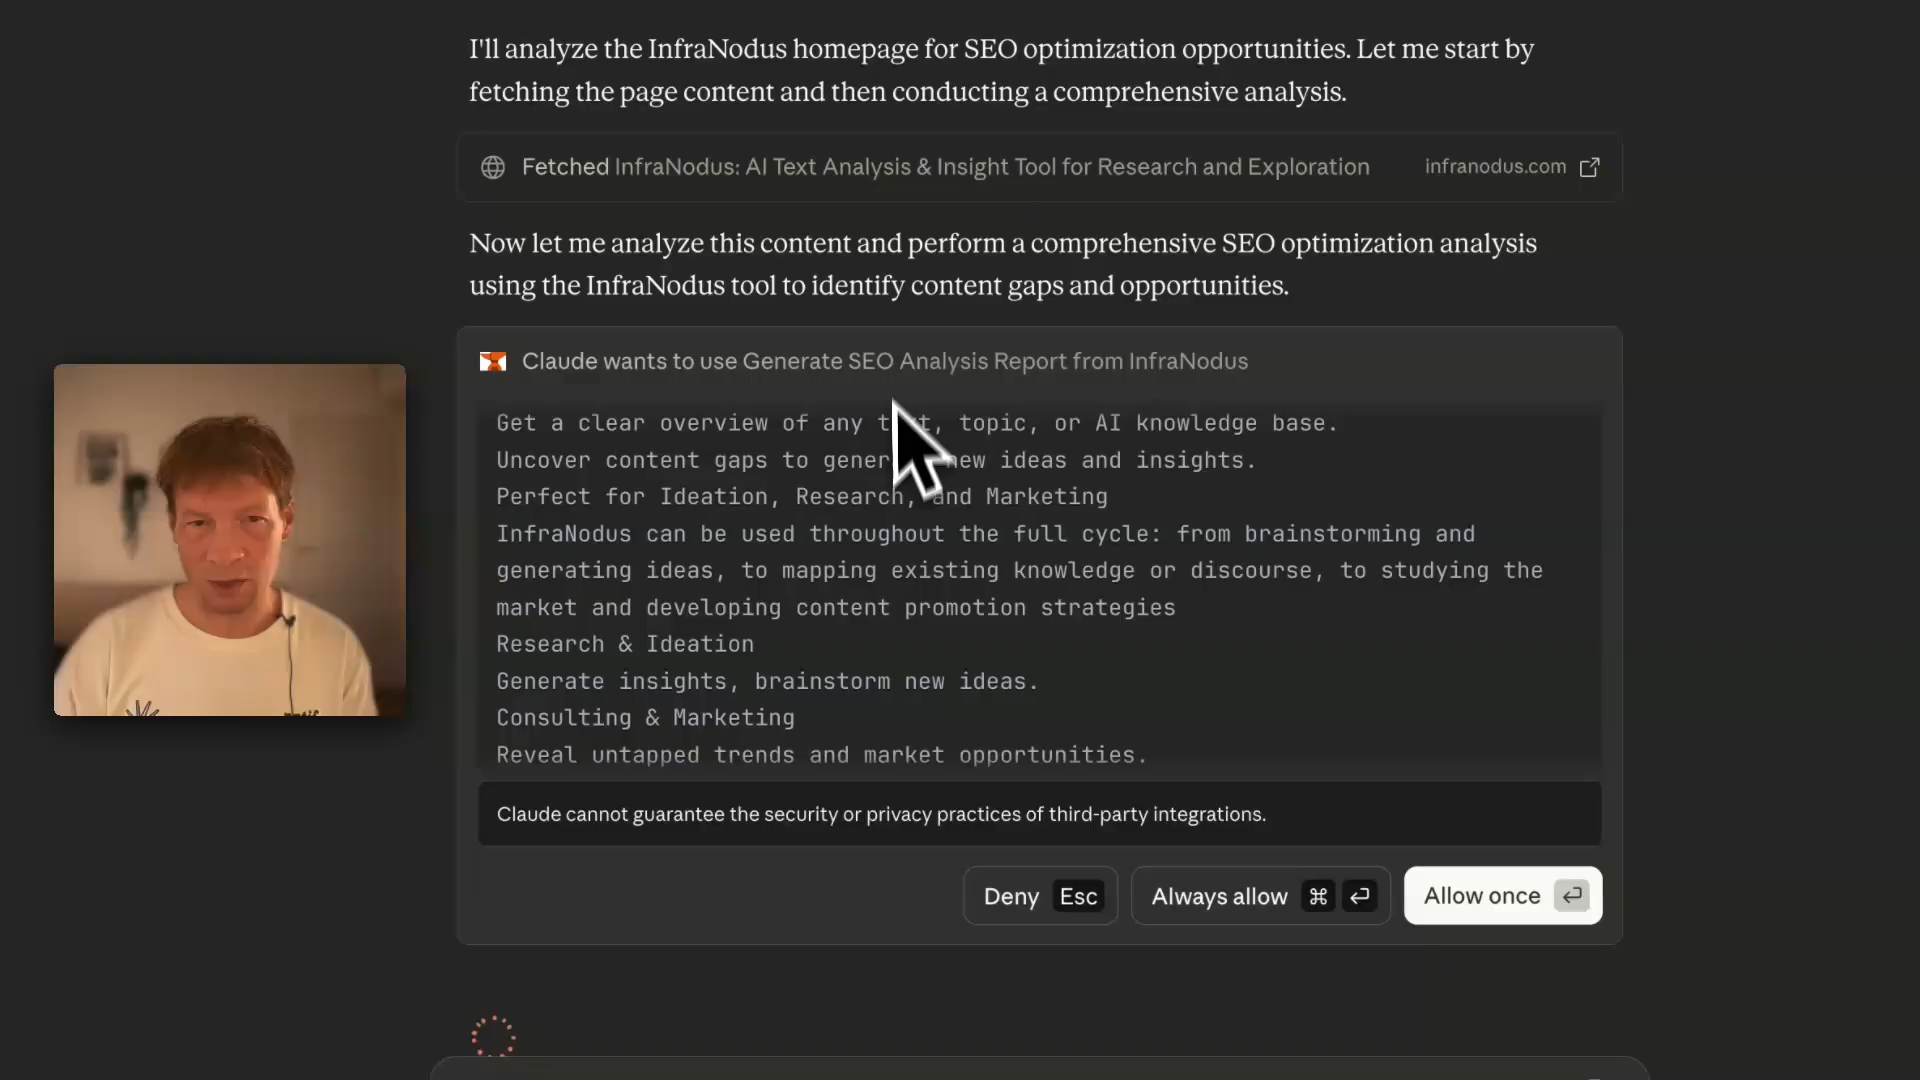 I'll analyze the InfraNodus homepage for SEO optimization opportunities. Let me start by
fetching the page content and then conducting a comprehensive analysis.
Fetched InfraNodus: AI Text Analysis & Insight Tool for Research and Exploration infranodus.com
Now let me analyze this content and perform a comprehensive SEO optimization analysis
using the InfraNodus tool to identify content gaps and opportunities.
Claude wants to use Generate SEO Analysis Report from InfraNodus
Get a clear overview of any text, topic, or AI knowledge base.
Uncover content gaps to new ideas and insights.
Perfect for Ideation, Research, and Marketing
InfraNodus can be used throughout the full cycle: from brainstorming and
generating ideas, to mapping existing knowledge or discourse, to studying the
market and developing content promotion strategies
Research & Ideation
Generate insights, brainstorm new ideas.
Consulting & Marketing
Reveal untapped trends and market opportunities.
Claude cannot guarantee the security or privacy practices of third-party integrations.
Deny Esc Always allow ⌘ ↵ Allow once ↵